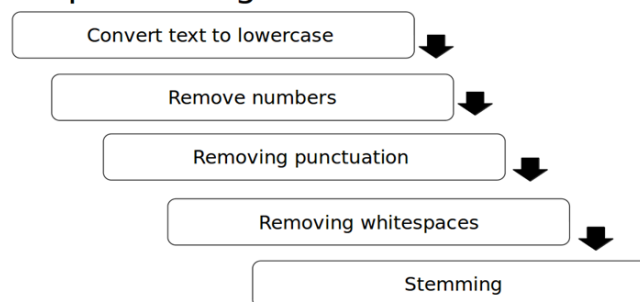 Convert text to lowercase
Remove numbers
Removing punctuation
Removing whitespaces
Stemming